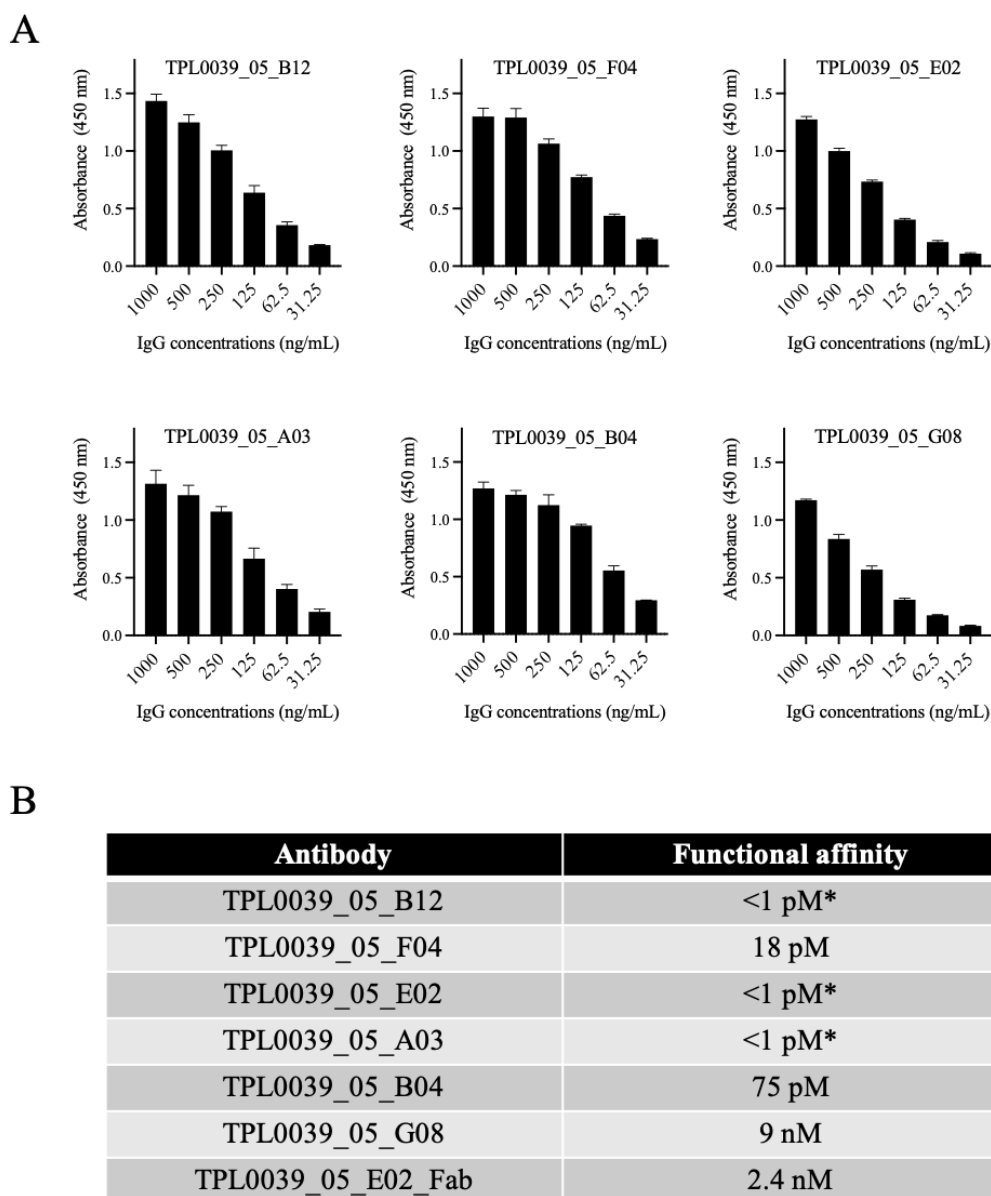 A
TPL0039_05_B12
Absorbance (450 nm)
1.5
1.0
0.5
0.0
1000
500
250
125
62.5
31.25
IgG concentrations (ng/mL)
TPL0039_05_F04
Absorbance (450 nm)
1.5
1.0
0.5
0.0
1000
500
250
125
62.5
31.25
IgG concentrations (ng/mL)
TPL0039_05_E02
Absorbance (450 nm)
1.5
1.0
0.5
0.0
1000
500
250
125
62.5
31.25
IgG concentrations (ng/mL)
TPL0039_05_A03
Absorbance (450 nm)
1.5
1.0
0.5
0.0
1000
500
250
125
62.5
31.25
IgG concentrations (ng/mL)
TPL0039_05_B04
Absorbance (450 nm)
1.5
1.0
0.5
0.0
1000
500
250
125
62.5
31.25
IgG concentrations (ng/mL)
TPL0039_05_G08
Absorbance (450 nm)
1.5
1.0
0.5
0.0
1000
500
250
125
62.5
31.25
IgG concentrations (ng/mL)
B
Antibody Functional affinity
TPL0039_05_B12 <1 pM*
TPL0039_05_F04 18 pM
TPL0039_05_E02 <1 pM*
TPL0039_05_A03 <1 pM*
TPL0039_05_B04 75 pM
TPL0039_05_G08 9 nM
TPL0039_05_E02_Fab 2.4 nM